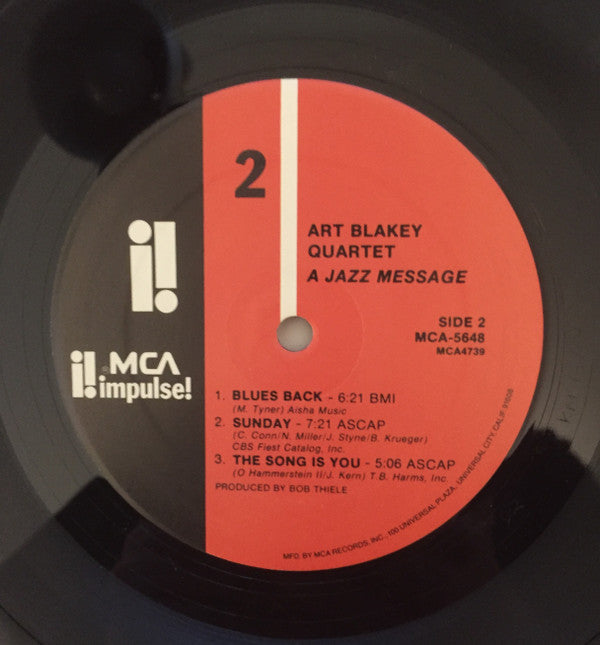 2
ART BLAKEY
QUARTET
A JAZZ MESSAGE
SIDE 2
MCA-5648
MCA4739
i!
i! ® MCA
impulse!
1. BLUES BACK - 6:21 BMI
(M. Tyner) Aisha Music
2. SUNDAY - 7:21 ASCAP
(C. Conn/N. Miller/J. Styne/B. Krueger)
CBS Fiest Catalog, Inc.
3. THE SONG IS YOU - 5:06 ASCAP
(O Hammerstein II/J. Kern) T.B. Harms, Inc.
PRODUCED BY BOB THIELE
MFD. BY MCA RECORDS, INC., 100 UNIVERSAL PLAZA, UNIVERSAL CITY, CALIF. 91608